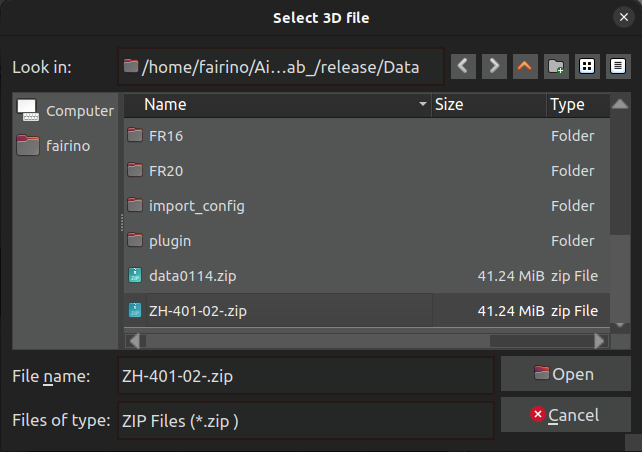 Select 3D file
Look in: /home/fairino/Ai...ab_/release/Data
Computer
fairino
Name Size Type
FR16 Folder
FR20 Folder
import_config Folder
plugin Folder
data0114.zip 41.24 MiB zip File
ZH-401-02-.zip 41.24 MiB zip File
File name: ZH-401-02-.zip Open
Files of type: ZIP Files (*.zip ) Cancel